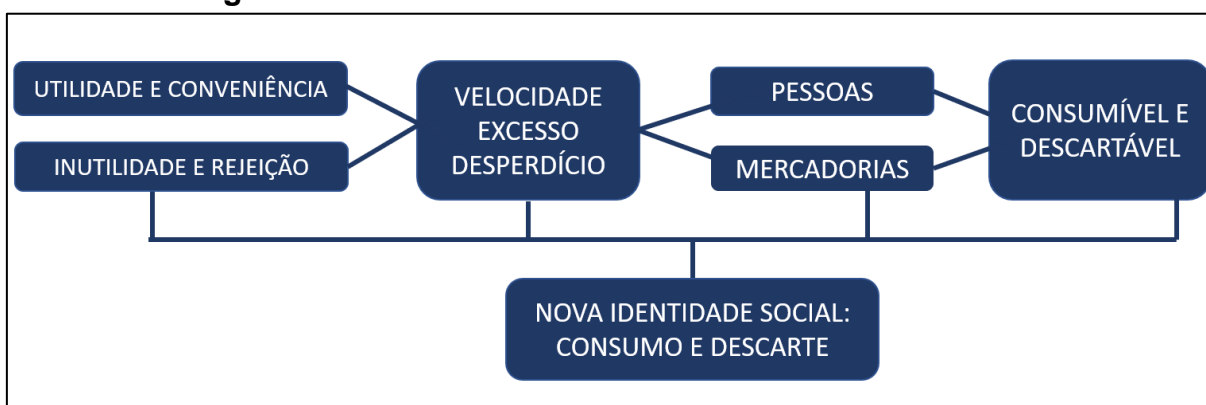 UTILIDADE E CONVENIÊNCIA
INUTILIDADE E REJEIÇÃO
VELOCIDADE
EXCESSO
DESPERDÍCIO
PESSOAS
MERCADORIAS
CONSUMÍVEL E
DESCARTÁVEL
NOVA IDENTIDADE SOCIAL:
CONSUMO E DESCARTE